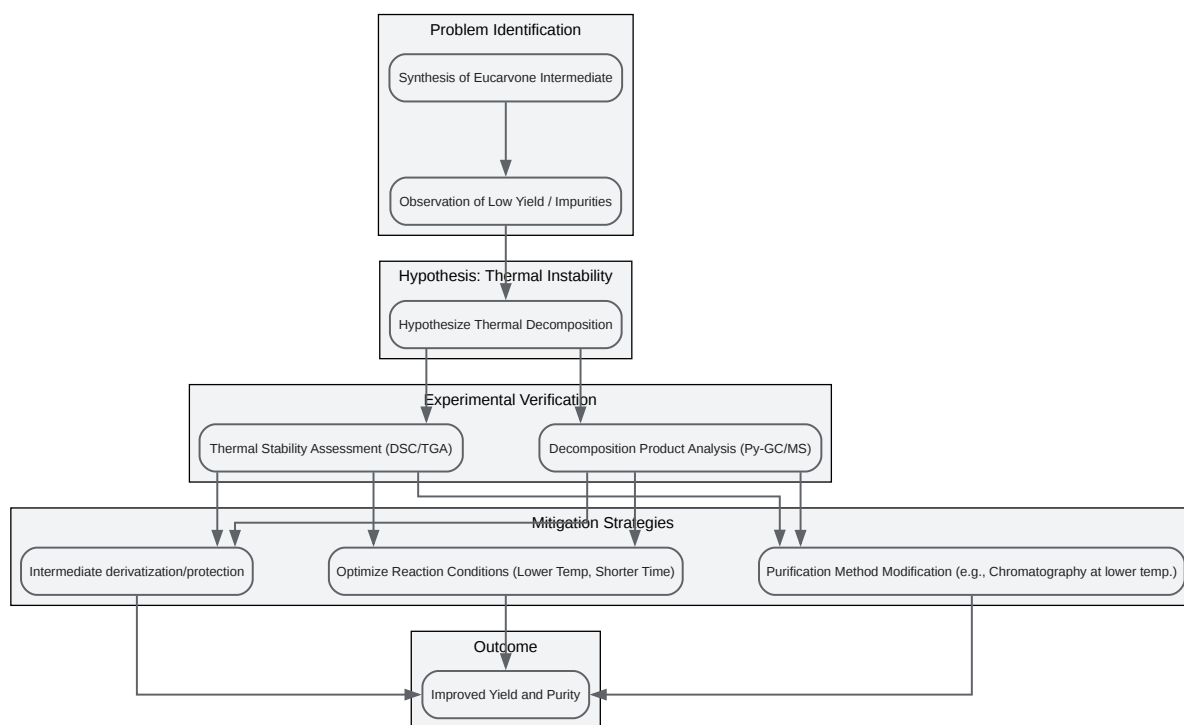 Problem Identification
Synthesis of Eucarvone Intermediate
Observation of Low Yield / Impurities
Hypothesis: Thermal Instability
Hypothesize Thermal Decomposition
Experimental Verification
Thermal Stability Assessment (DSC/TGA)
Decomposition Product Analysis (Py-GC/MS)
Mitigation Strategies
Intermediate derivatization/protection
Optimize Reaction Conditions (Lower Temp, Shorter Time)
Purification Method Modification (e.g., Chromatography at lower temp.)
Outcome
Improved Yield and Purity